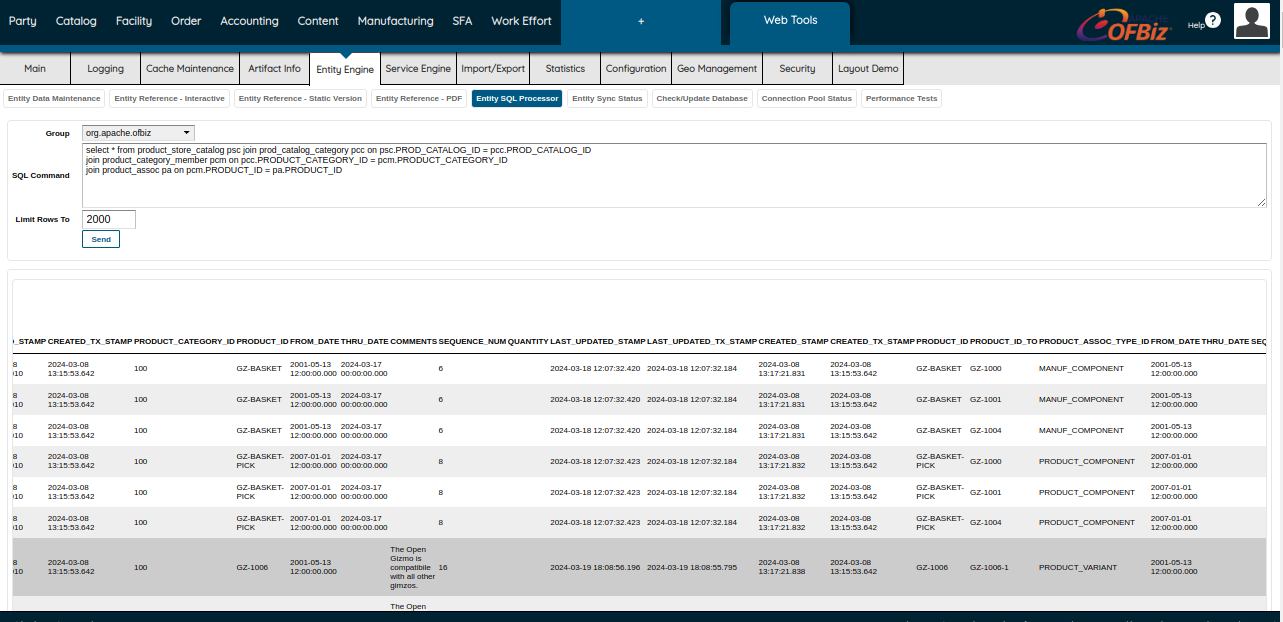 Party Catalog Facility Order Accounting Content Manufacturing SFA Work Effort + Web Tools APACHE OFBiz Help ?
Main Logging Cache Maintenance Artifact Info Entity Engine Service Engine Import/Export Statistics Configuration Geo Management Security Layout Demo
Entity Data Maintenance Entity Reference - Interactive Entity Reference - Static Version Entity Reference - PDF Entity SQL Processor Entity Sync Status Check/Update Database Connection Pool Status Performance Tests
Group org.apache.ofbiz
SQL Command
select * from product_store_catalog psc join prod_catalog_category pcc on psc.PROD_CATALOG_ID = pcc.PROD_CATALOG_ID
join product_category_member pcm on pcc.PRODUCT_CATEGORY_ID = pcm.PRODUCT_CATEGORY_ID
join product_assoc pa on pcm.PRODUCT_ID = pa.PRODUCT_ID
Limit Rows To 2000
Send
_STAMP CREATED_TX_STAMP PRODUCT_CATEGORY_ID PRODUCT_ID FROM_DATE THRU_DATE COMMENTS SEQUENCE_NUM QUANTITY LAST_UPDATED_STAMP LAST_UPDATED_TX_STAMP CREATED_STAMP CREATED_TX_STAMP PRODUCT_ID PRODUCT_ID_TO PRODUCT_ASSOC_TYPE_ID FROM_DATE THRU_DATE SEQ
8 2024-03-08 2001-05-13 2024-03-17 2024-03-08 2024-03-08 2001-05-13
100 GZ-BASKET 6 2024-03-18 12:07:32.420 2024-03-18 12:07:32.184 GZ-BASKET GZ-1000 MANUF_COMPONENT
010 13:15:53.642 12:00:00.000 00:00:00.000 13:17:21.831 13:15:53.642 12:00:00.000
8 2024-03-08 2001-05-13 2024-03-17 2024-03-08 2024-03-08 2001-05-13
100 GZ-BASKET 6 2024-03-18 12:07:32.420 2024-03-18 12:07:32.184 GZ-BASKET GZ-1001 MANUF_COMPONENT
010 13:15:53.642 12:00:00.000 00:00:00.000 13:17:21.831 13:15:53.642 12:00:00.000
8 2024-03-08 2001-05-13 2024-03-17 2024-03-08 2024-03-08 2001-05-13
100 GZ-BASKET 6 2024-03-18 12:07:32.420 2024-03-18 12:07:32.184 GZ-BASKET GZ-1004 MANUF_COMPONENT
010 13:15:53.642 12:00:00.000 00:00:00.000 13:17:21.831 13:15:53.642 12:00:00.000
8 2024-03-08 GZ-BASKET- 2007-01-01 2024-03-17 2024-03-08 2024-03-08 GZ-BASKET- 2007-01-01
100 8 2024-03-18 12:07:32.423 2024-03-18 12:07:32.184 GZ-1000 PRODUCT_COMPONENT
010 13:15:53.642 PICK 12:00:00.000 00:00:00.000 13:17:21.832 13:15:53.642 PICK 12:00:00.000
8 2024-03-08 GZ-BASKET- 2007-01-01 2024-03-17 2024-03-08 2024-03-08 GZ-BASKET- 2007-01-01
100 8 2024-03-18 12:07:32.423 2024-03-18 12:07:32.184 GZ-1001 PRODUCT_COMPONENT
010 13:15:53.642 PICK 12:00:00.000 00:00:00.000 13:17:21.832 13:15:53.642 PICK 12:00:00.000
8 2024-03-08 GZ-BASKET- 2007-01-01 2024-03-17 2024-03-08 2024-03-08 GZ-BASKET- 2007-01-01
100 8 2024-03-18 12:07:32.423 2024-03-18 12:07:32.184 GZ-1004 PRODUCT_COMPONENT
010 13:15:53.642 PICK 12:00:00.000 00:00:00.000 13:17:21.832 13:15:53.642 PICK 12:00:00.000
The Open
8 2024-03-08 2001-05-13 Gizmo is 2024-03-08 2024-03-08 2001-05-13
100 GZ-1006 compatibile 16 2024-03-19 18:08:56.196 2024-03-19 18:08:55.795 GZ-1006 GZ-1006-1 PRODUCT_VARIANT
010 13:15:53.642 12:00:00.000 with all other 13:17:21.838 13:15:53.642 12:00:00.000
gimzos.
The Open